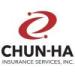 CHUN-HA
INSURANCE SERVICES, INC.